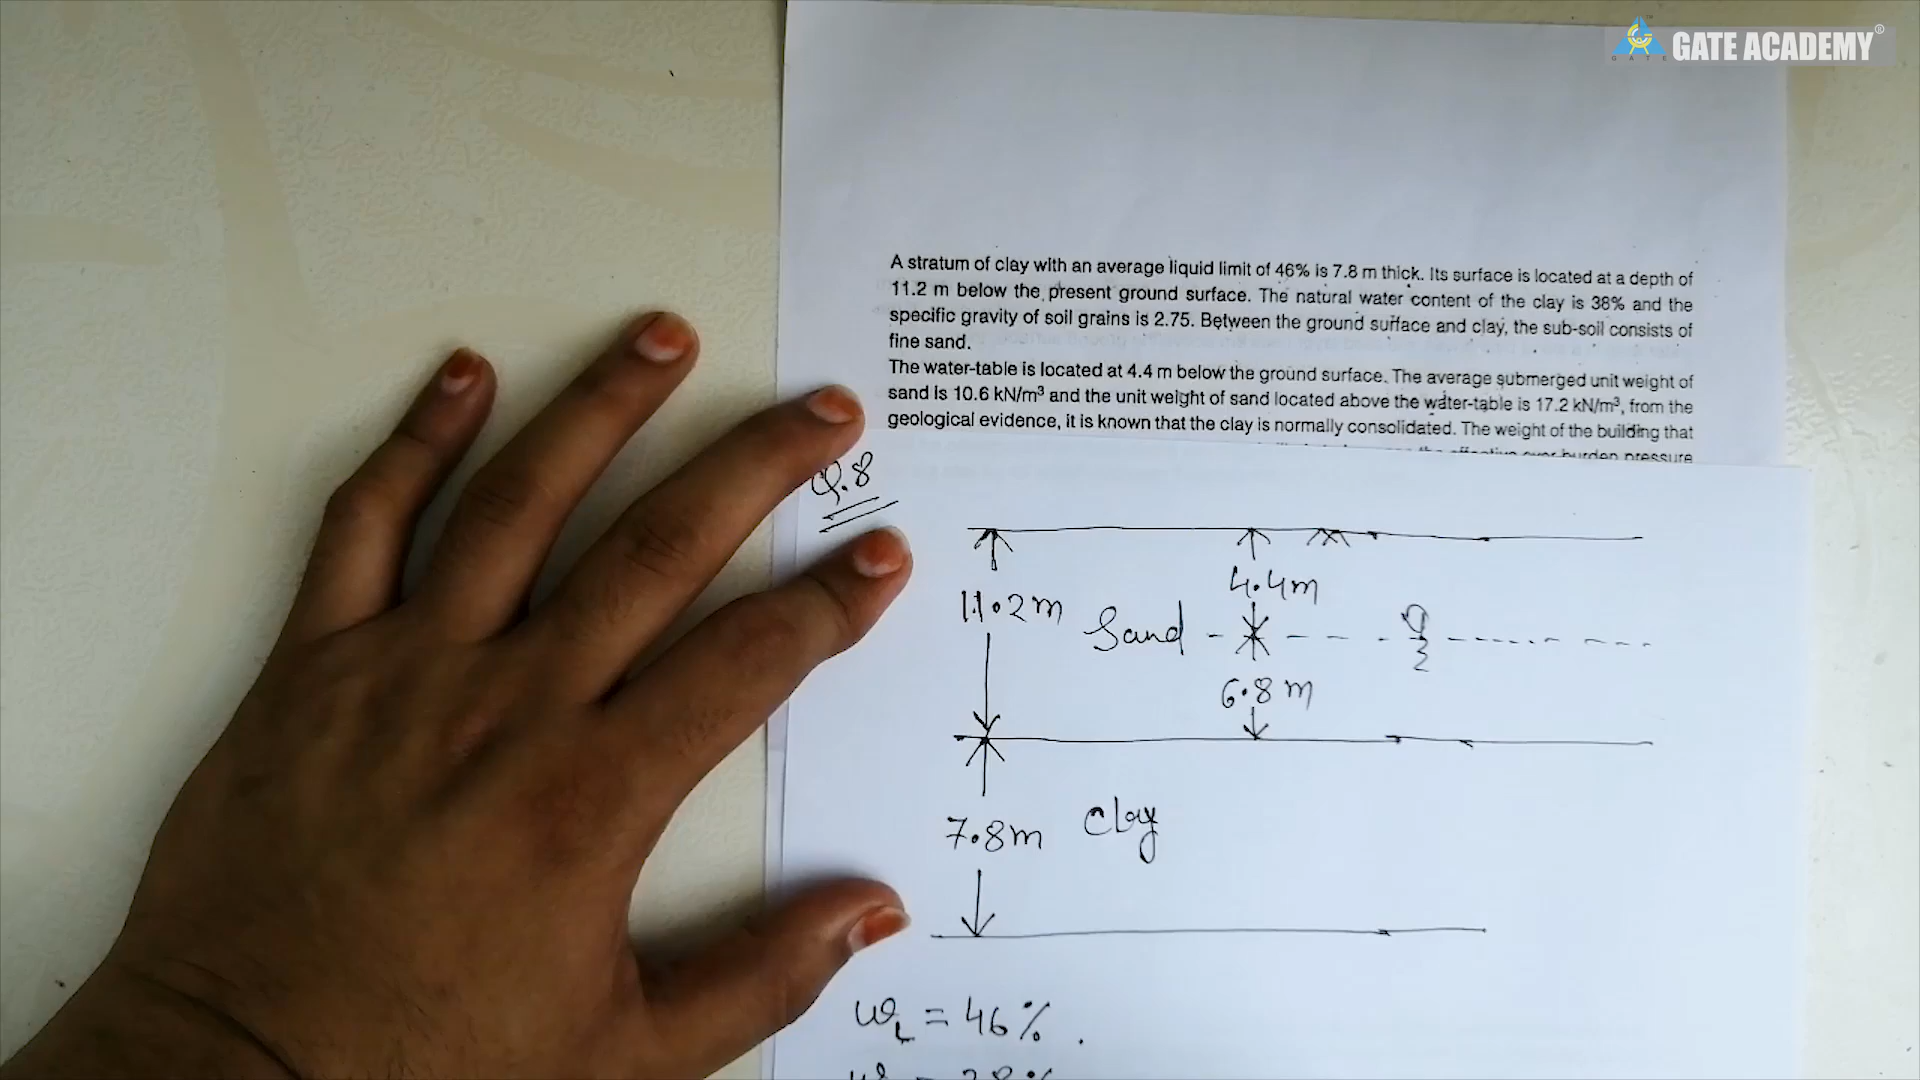 GATE ACADEMY®
GATE
A stratum of clay with an average liquid limit of 46% is 7.8 m thick. Its surface is located at a depth of
11.2 m below the present ground surface. The natural water content of the clay is 38% and the
specific gravity of soil grains is 2.75. Between the ground surface and clay, the sub-soil consists of
fine sand.
The water-table is located at 4.4 m below the ground surface. The average submerged unit weight of
sand is 10.6 kN/m³ and the unit weight of sand located above the water-table is 17.2 kN/m³, from the
geological evidence, it is known that the clay is normally consolidated. The weight of the building that
the effective over burden pressure
Q.8
4.4m
11.2m Sand
6.8 m
7.8m Clay
w_L = 46%.